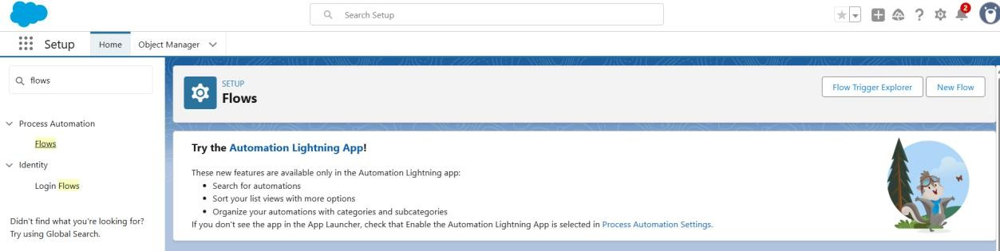 Search Setup
2
Setup
Home
Object Manager
flows
Process Automation
Flows
Identity
Login Flows
Didn't find what you're looking for?
Try using Global Search.
SETUP
Flows
Flow Trigger Explorer
New Flow
Try the Automation Lightning App!
These new features are available only in the Automation Lightning app:
• Search for automations
• Sort your list views with more options
• Organize your automations with categories and subcategories
If you don't see the app in the App Launcher, check that Enable the Automation Lightning App is selected in Process Automation Settings.